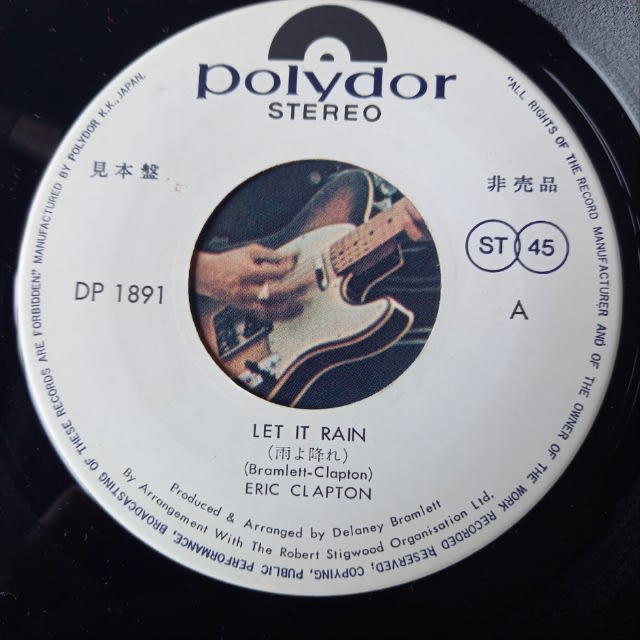 polydor
STEREO
見本盤
非売品
ST 45
DP 1891
A
LET IT RAIN
(雨よ降れ)
(Bramlett-Clapton)
ERIC CLAPTON
Produced & Arranged by Delaney Bramlett
By Arrangement With The Robert Stigwood Organisation Ltd.
"ALL RIGHTS OF THE RECORD MANUFACTURER AND OF THE OWNER OF THE WORK RECORDED RESERVED, COPYING, PUBLIC PERFORMANCE, BROADCASTING OF THESE RECORDS ARE FORBIDDEN" MANUFACTURED BY POLYDOR K.K., JAPAN.